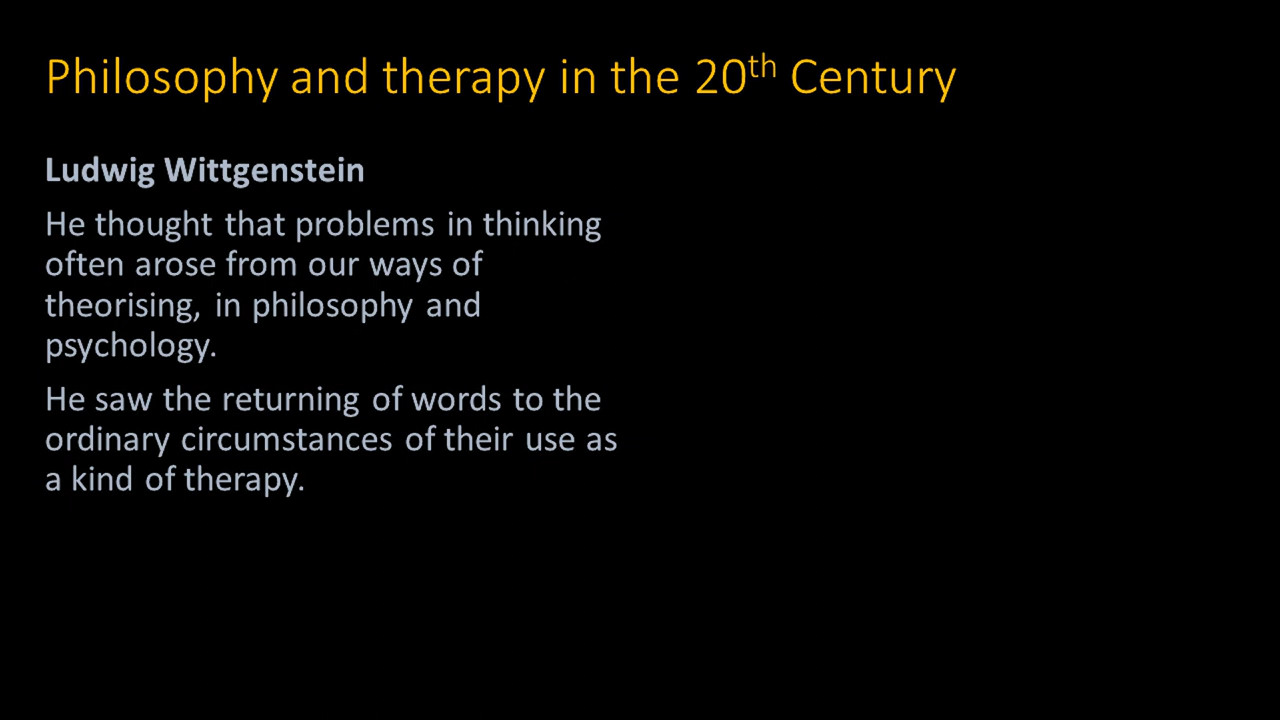 Philosophy and therapy in the 20th Century
Ludwig Wittgenstein
He thought that problems in thinking
often arose from our ways of
theorising, in philosophy and
psychology.
He saw the returning of words to the
ordinary circumstances of their use as
a kind of therapy.